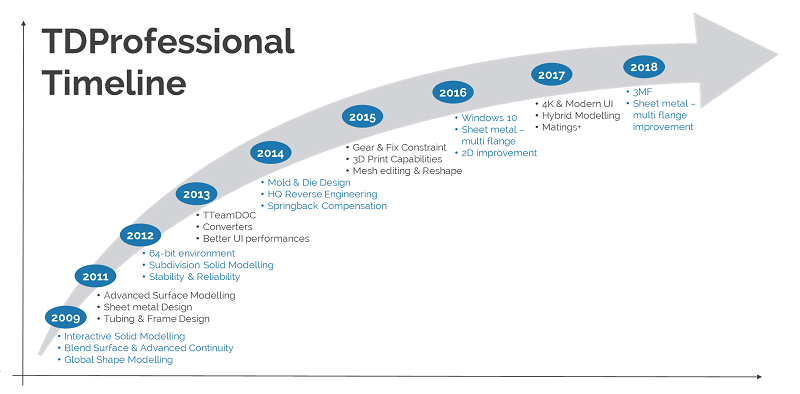 TDProfessional
Timeline
2009
• Interactive Solid Modelling
• Blend Surface & Advanced Continuity
• Global Shape Modelling
2011
• Advanced Surface Modelling
• Sheet metal Design
• Tubing & Frame Design
2012
• 64-bit environment
• Subdivision Solid Modelling
• Stability & Reliability
2013
• TTeamDOC
• Converters
• Better UI performances
2014
• Mold & Die Design
• HQ Reverse Engineering
• Springback Compensation
2015
• Gear & Fix Constraint
• 3D Print Capabilities
• Mesh editing & Reshape
2016
• Windows 10
• Sheet metal –
multi flange
• 2D improvement
2017
• 4K & Modern UI
• Hybrid Modelling
• Matings+
2018
• 3MF
• Sheet metal –
multi flange
improvement